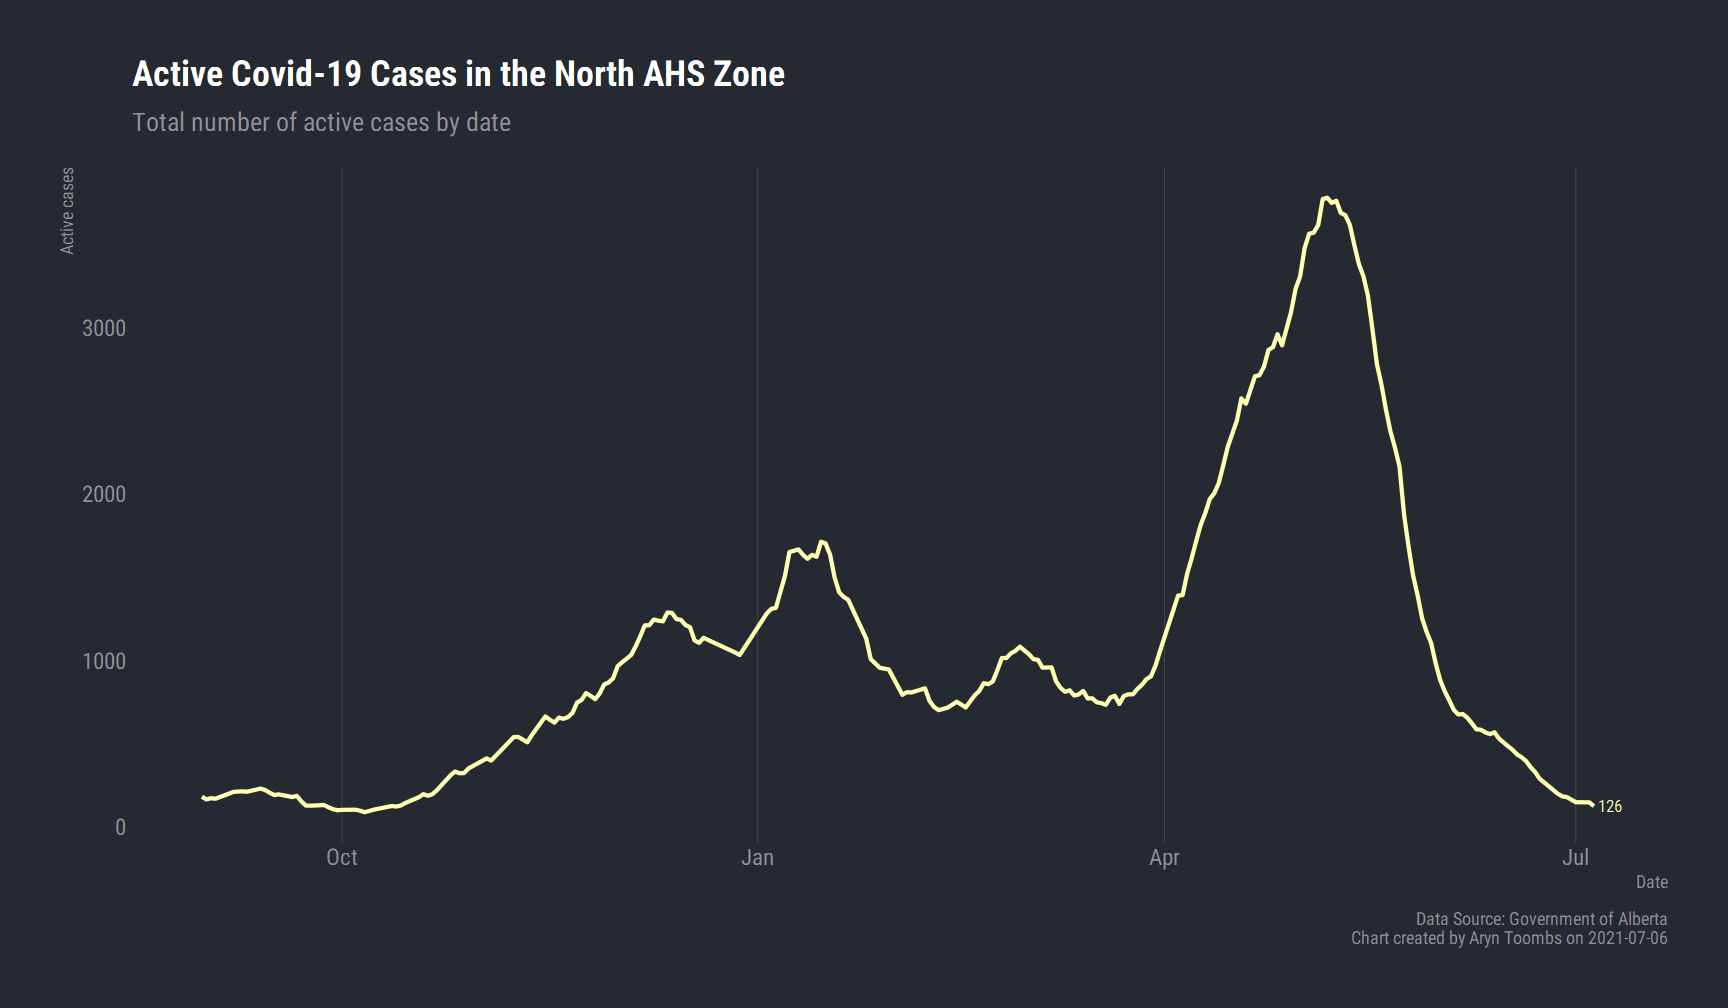 Active Covid-19 Cases in the North AHS Zone
Total number of active cases by date
Active cases
3000
2000
1000
0
126
Oct
Jan
Apr
Jul
Date
Data Source: Government of Alberta
Chart created by Aryn Toombs on 2021-07-06